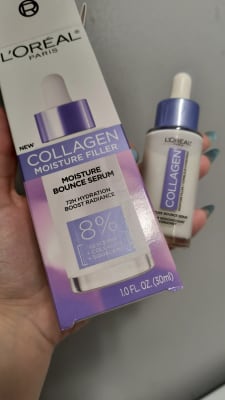 L'ORÉAL
PARIS
NEW
COLLAGEN
MOISTURE FILLER
MOISTURE
BOUNCE SERUM
72H HYDRATION
BOOST RADIANCE
8%
1.0 FL. OZ. (30ml)
L'ORÉAL
COLLAGEN